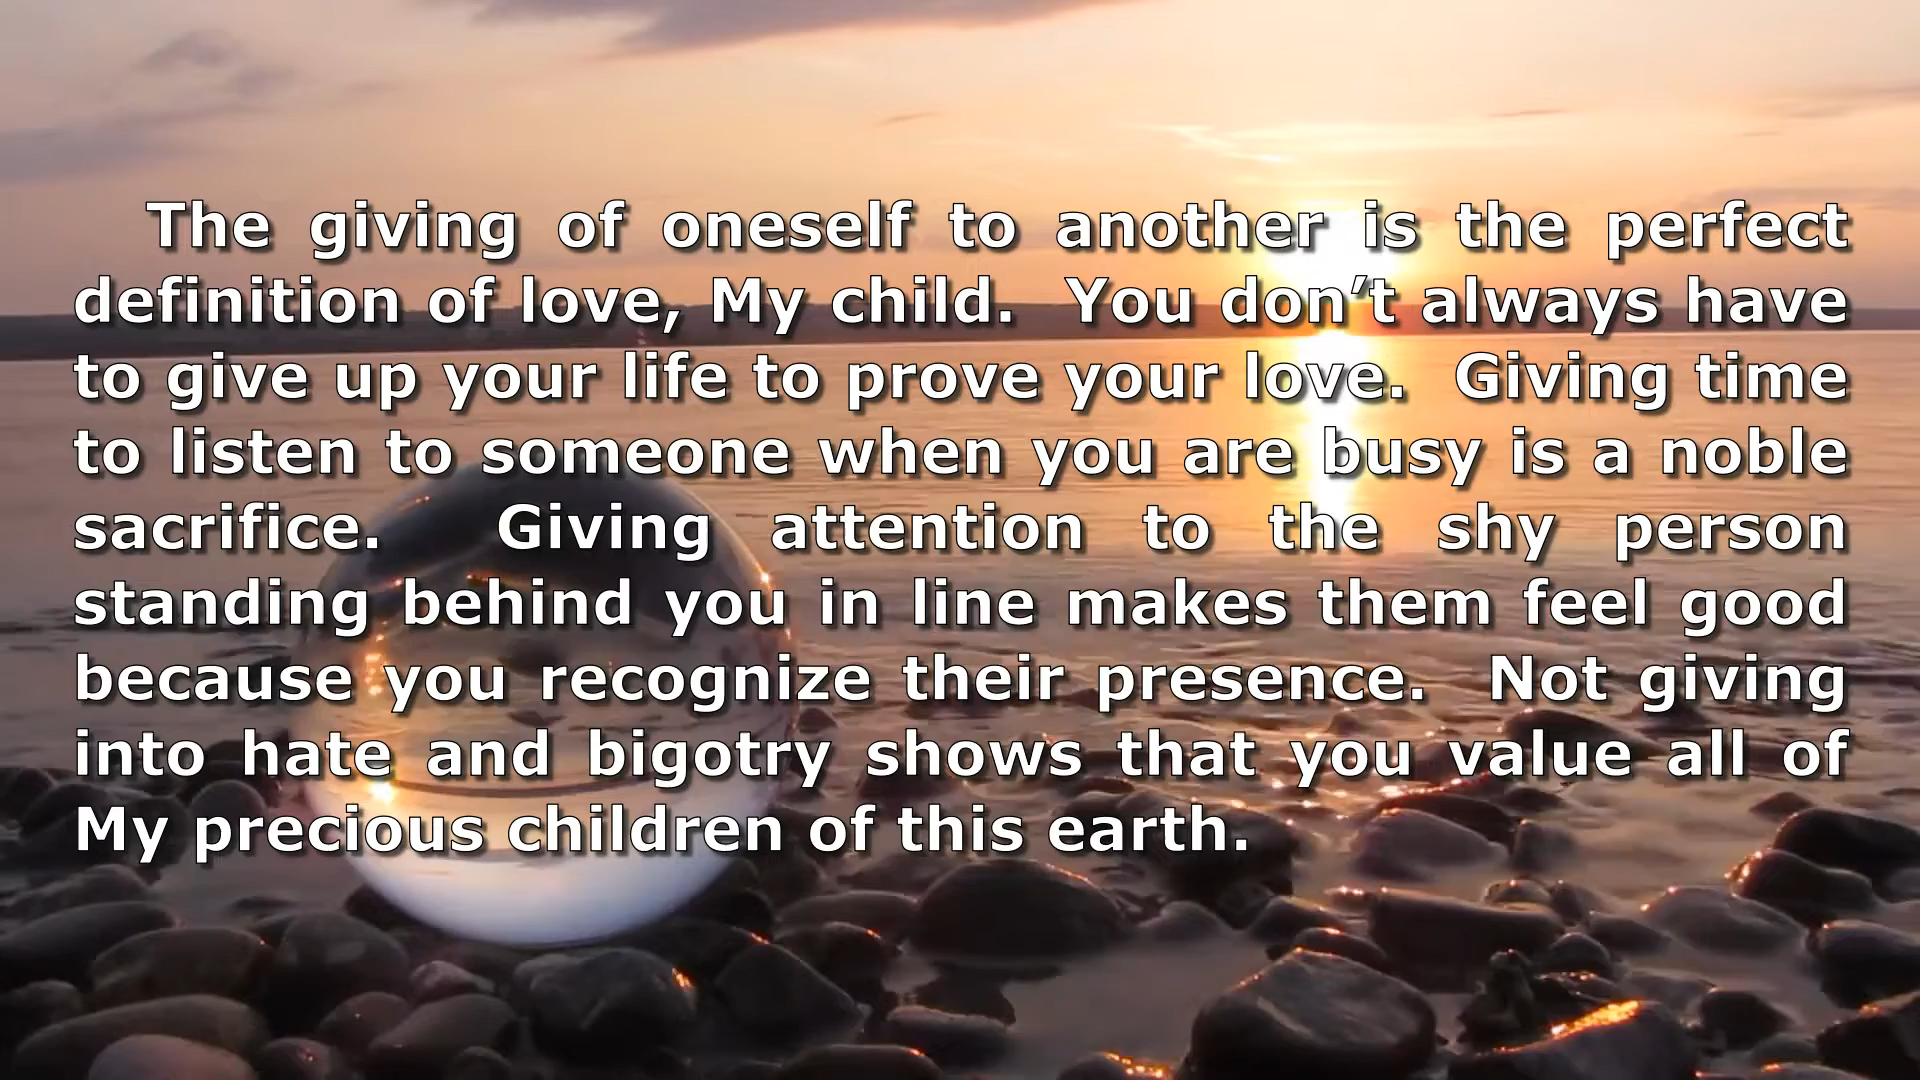 The giving of oneself to another is the perfect
definition of love, My child.  You don’t always have
to give up your life to prove your love.  Giving time
to listen to someone when you are busy is a noble
sacrifice.  Giving attention to the shy person
standing behind you in line makes them feel good
because you recognize their presence.  Not giving
into hate and bigotry shows that you value all of
My precious children of this earth.